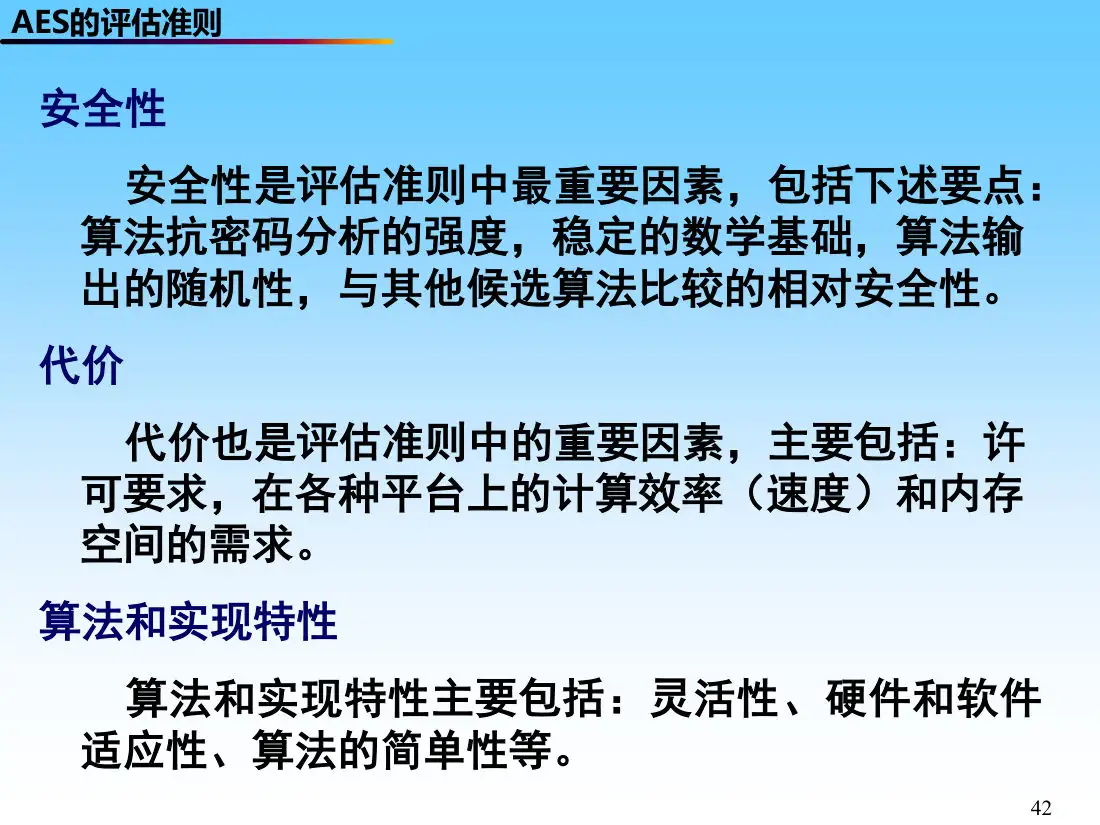 AES的评估准则
安全性
安全性是评估准则中最重要因素，包括下述要点：
算法抗密码分析的强度，稳定的数学基础，算法输
出的随机性，与其他候选算法比较的相对安全性。
代价
代价也是评估准则中的重要因素，主要包括：许
可要求，在各种平台上的计算效率（速度）和内存
空间的需求。
算法和实现特性
算法和实现特性主要包括：灵活性、硬件和软件
适应性、算法的简单性等。
42